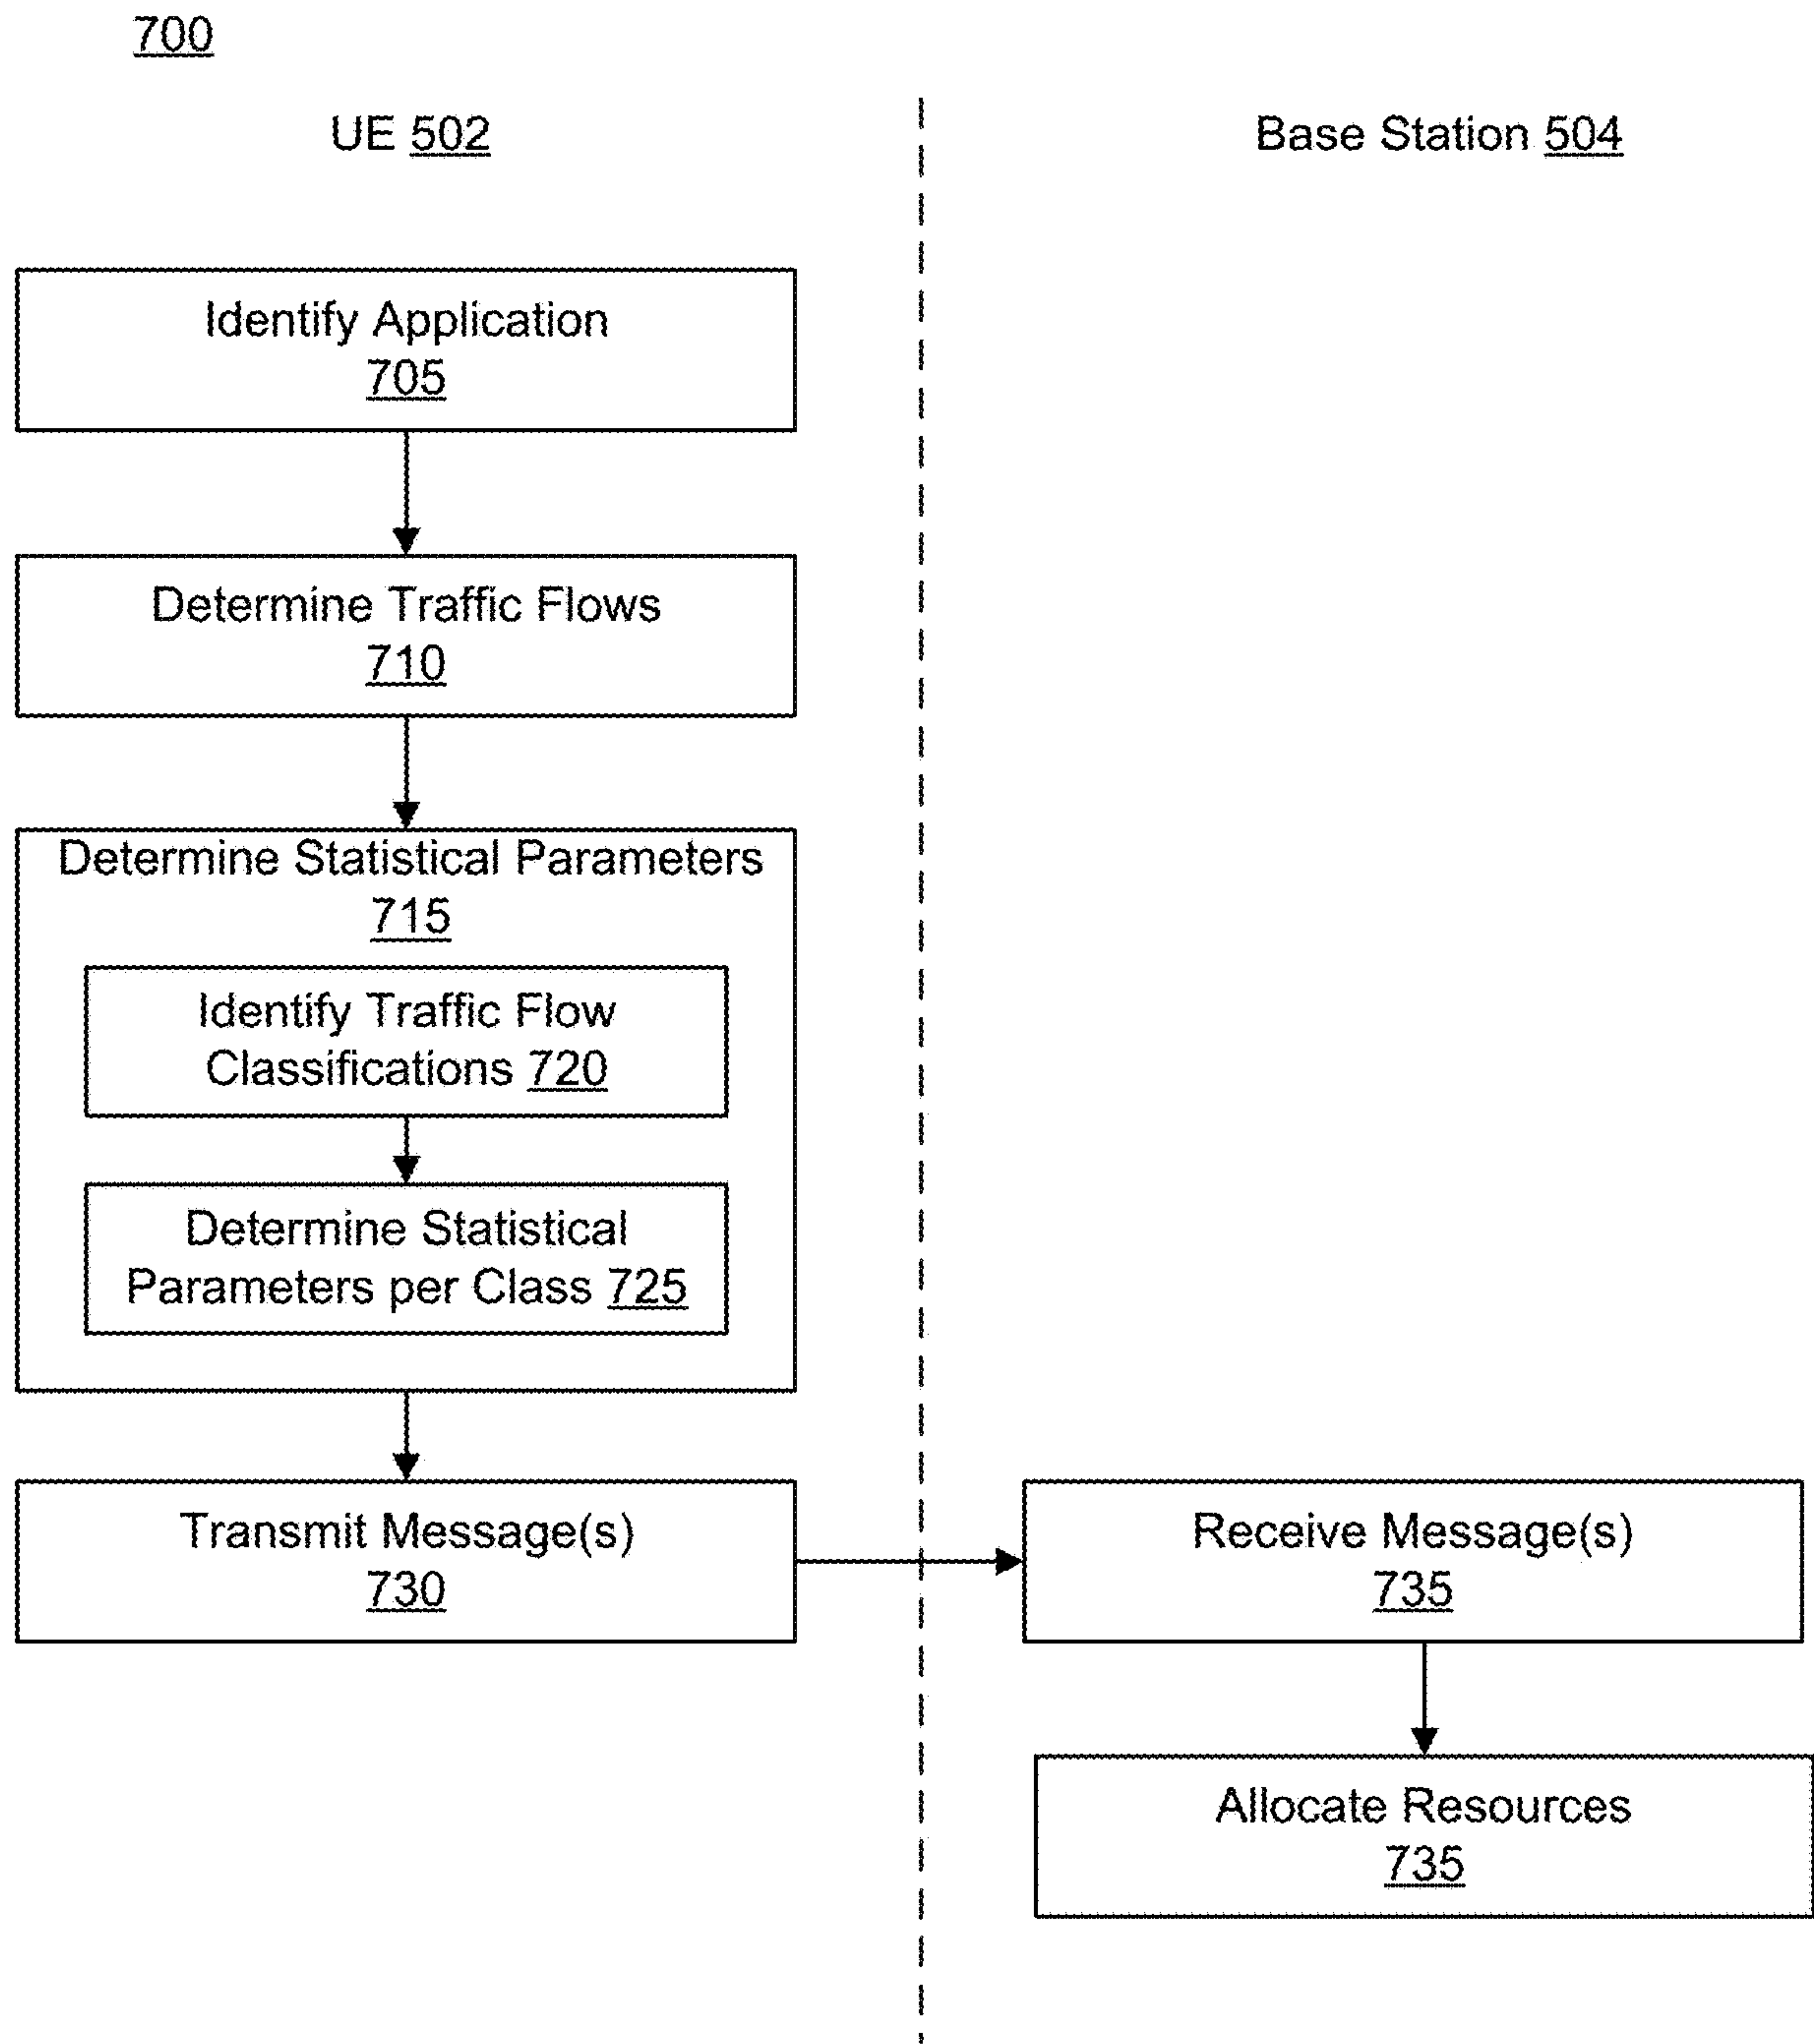 700
UE 502
Base Station 504
Identify Application
705
Determine Traffic Flows
710
Determine Statistical Parameters
715
Identify Traffic Flow
Classifications 720
Determine Statistical
Parameters per Class 725
Transmit Message(s)
730
Receive Message(s)
735
Allocate Resources
735